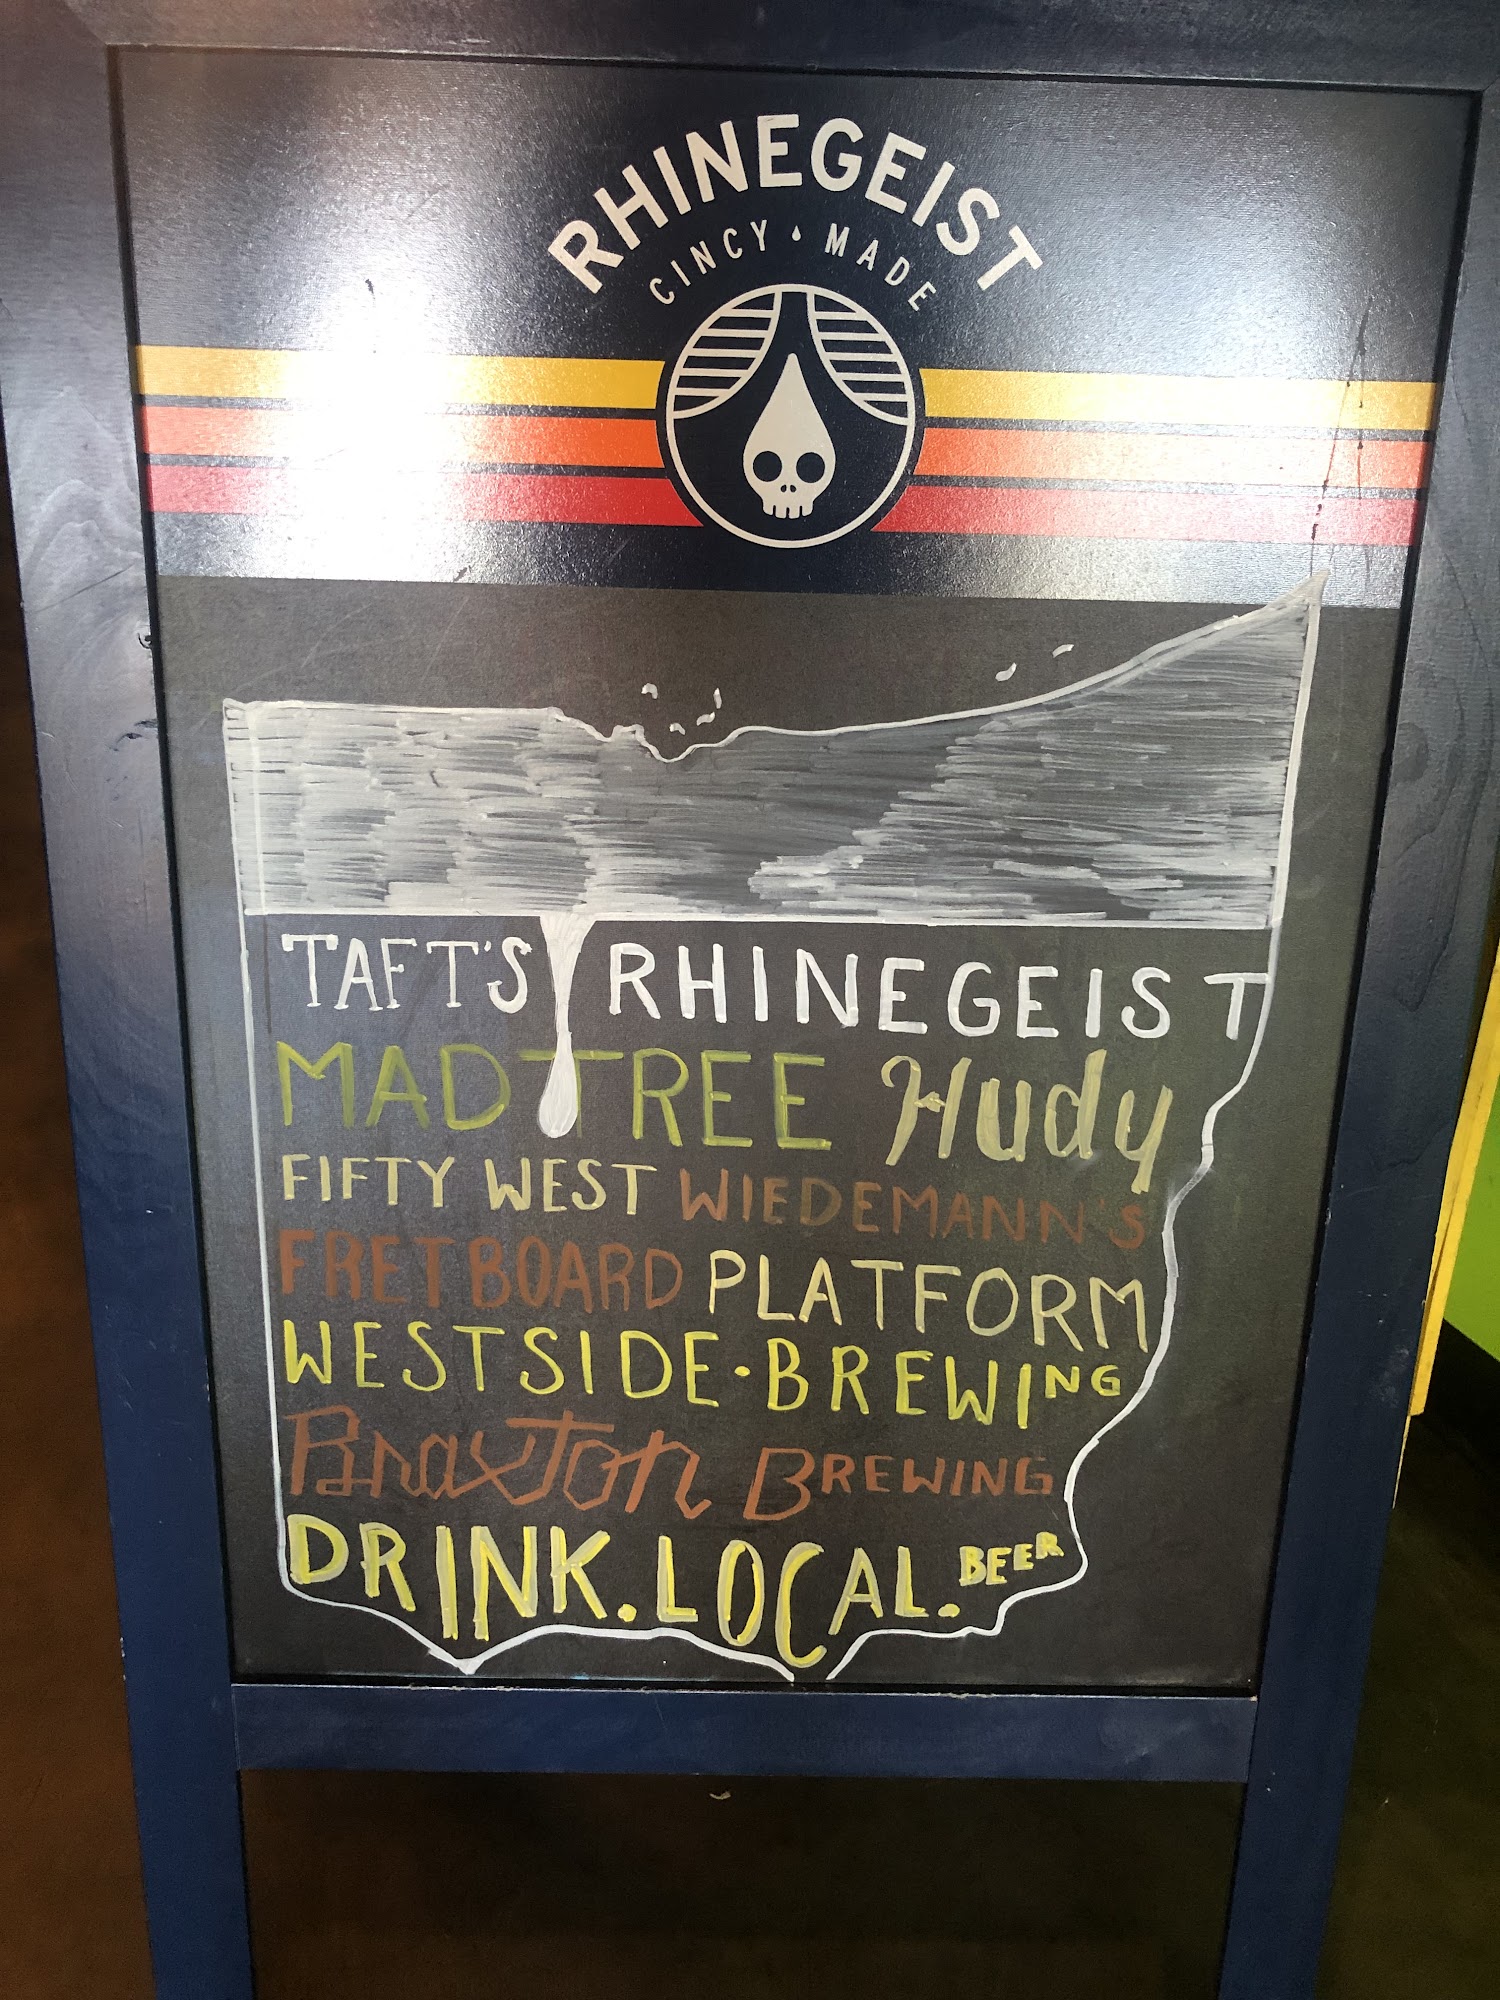 RHINEGEIST
CINCY • MADE
TAFT'S RHINEGEIST
MADTREE Hudy
FIFTY WEST WIEDEMANN'S
FRETBOARD PLATFORM
WESTSIDE • BREWING
Braxton BREWING
DRINK. LOCAL. BEER